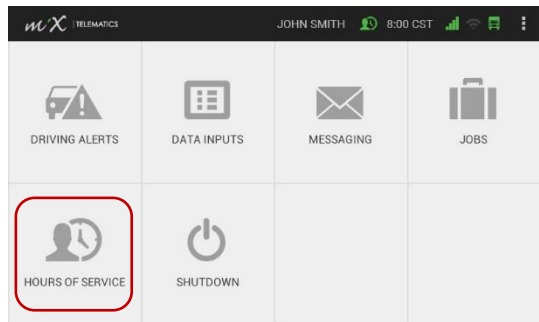 miX TELEMATICS
JOHN SMITH 8:00 CST
DRIVING ALERTS
DATA INPUTS
MESSAGING
JOBS
HOURS OF SERVICE
SHUTDOWN